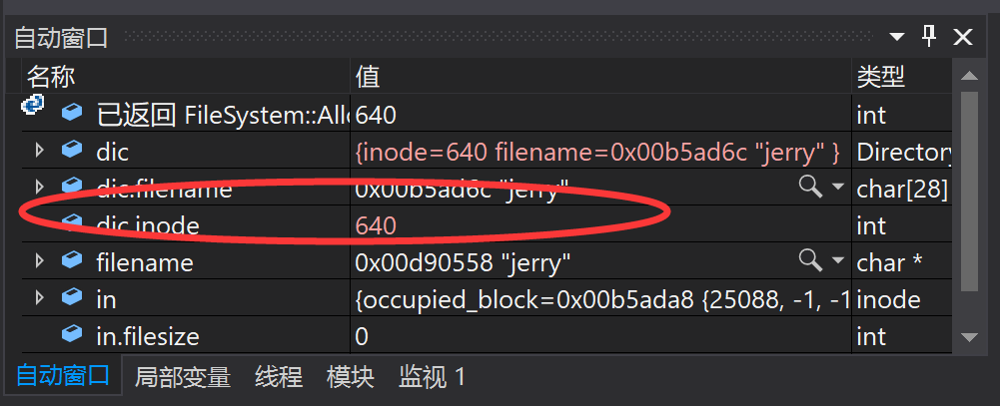 自动窗口
名称 值 类型
已返回 FileSystem::Allo 640 int
dic {inode=640 filename=0x00b5ad6c "jerry" } Directory
dic.filename 0x00b5ad6c "jerry" char[28]
dic.inode 640 int
filename 0x00d90558 "jerry" char *
in {occupied_block=0x00b5ada8 {25088, -1, -1 inode
in.filesize 0 int
自动窗口 局部变量 线程 模块 监视 1